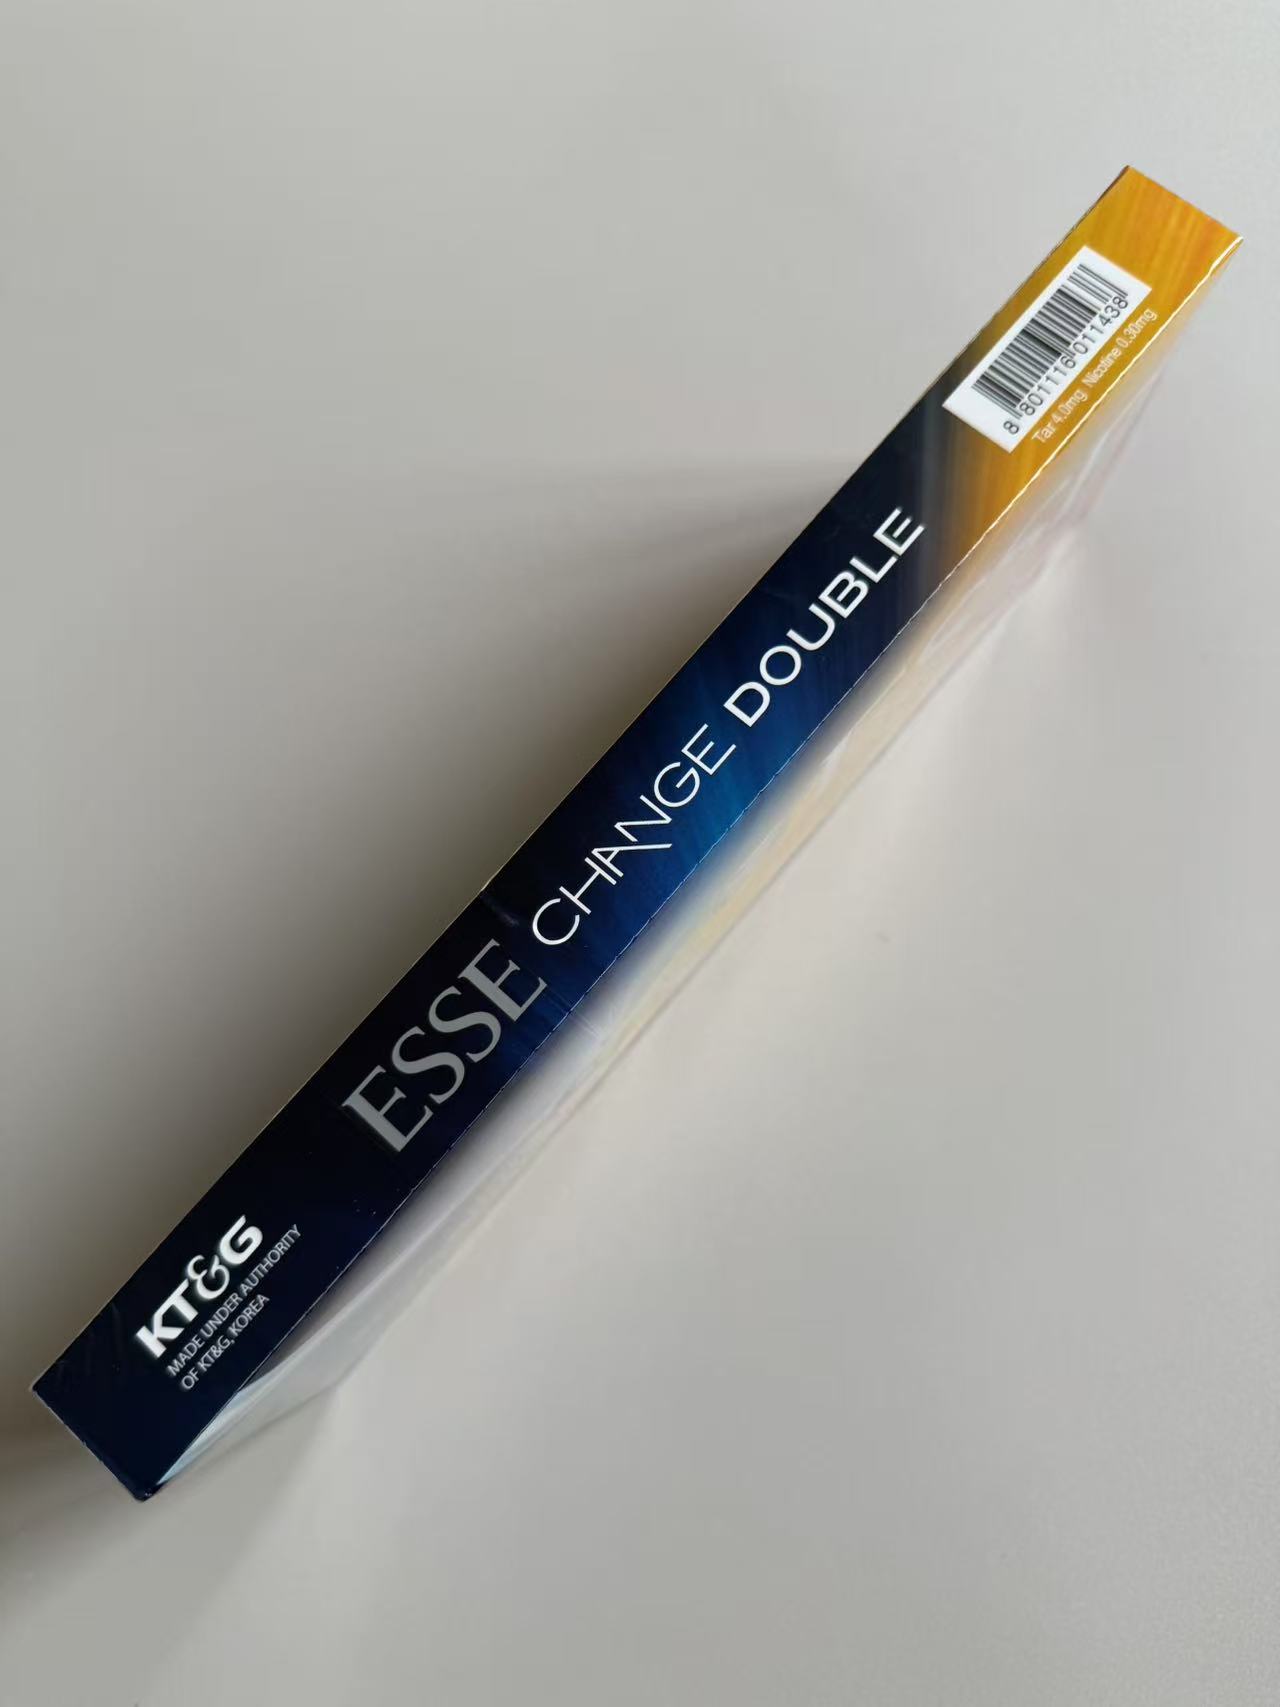 KT&G
MADE UNDER AUTHORITY
OF KT&G, KOREA
ESSE CHANGE DOUBLE
8 801116 011438
Tar 4.0mg Nicotine 0.30mg